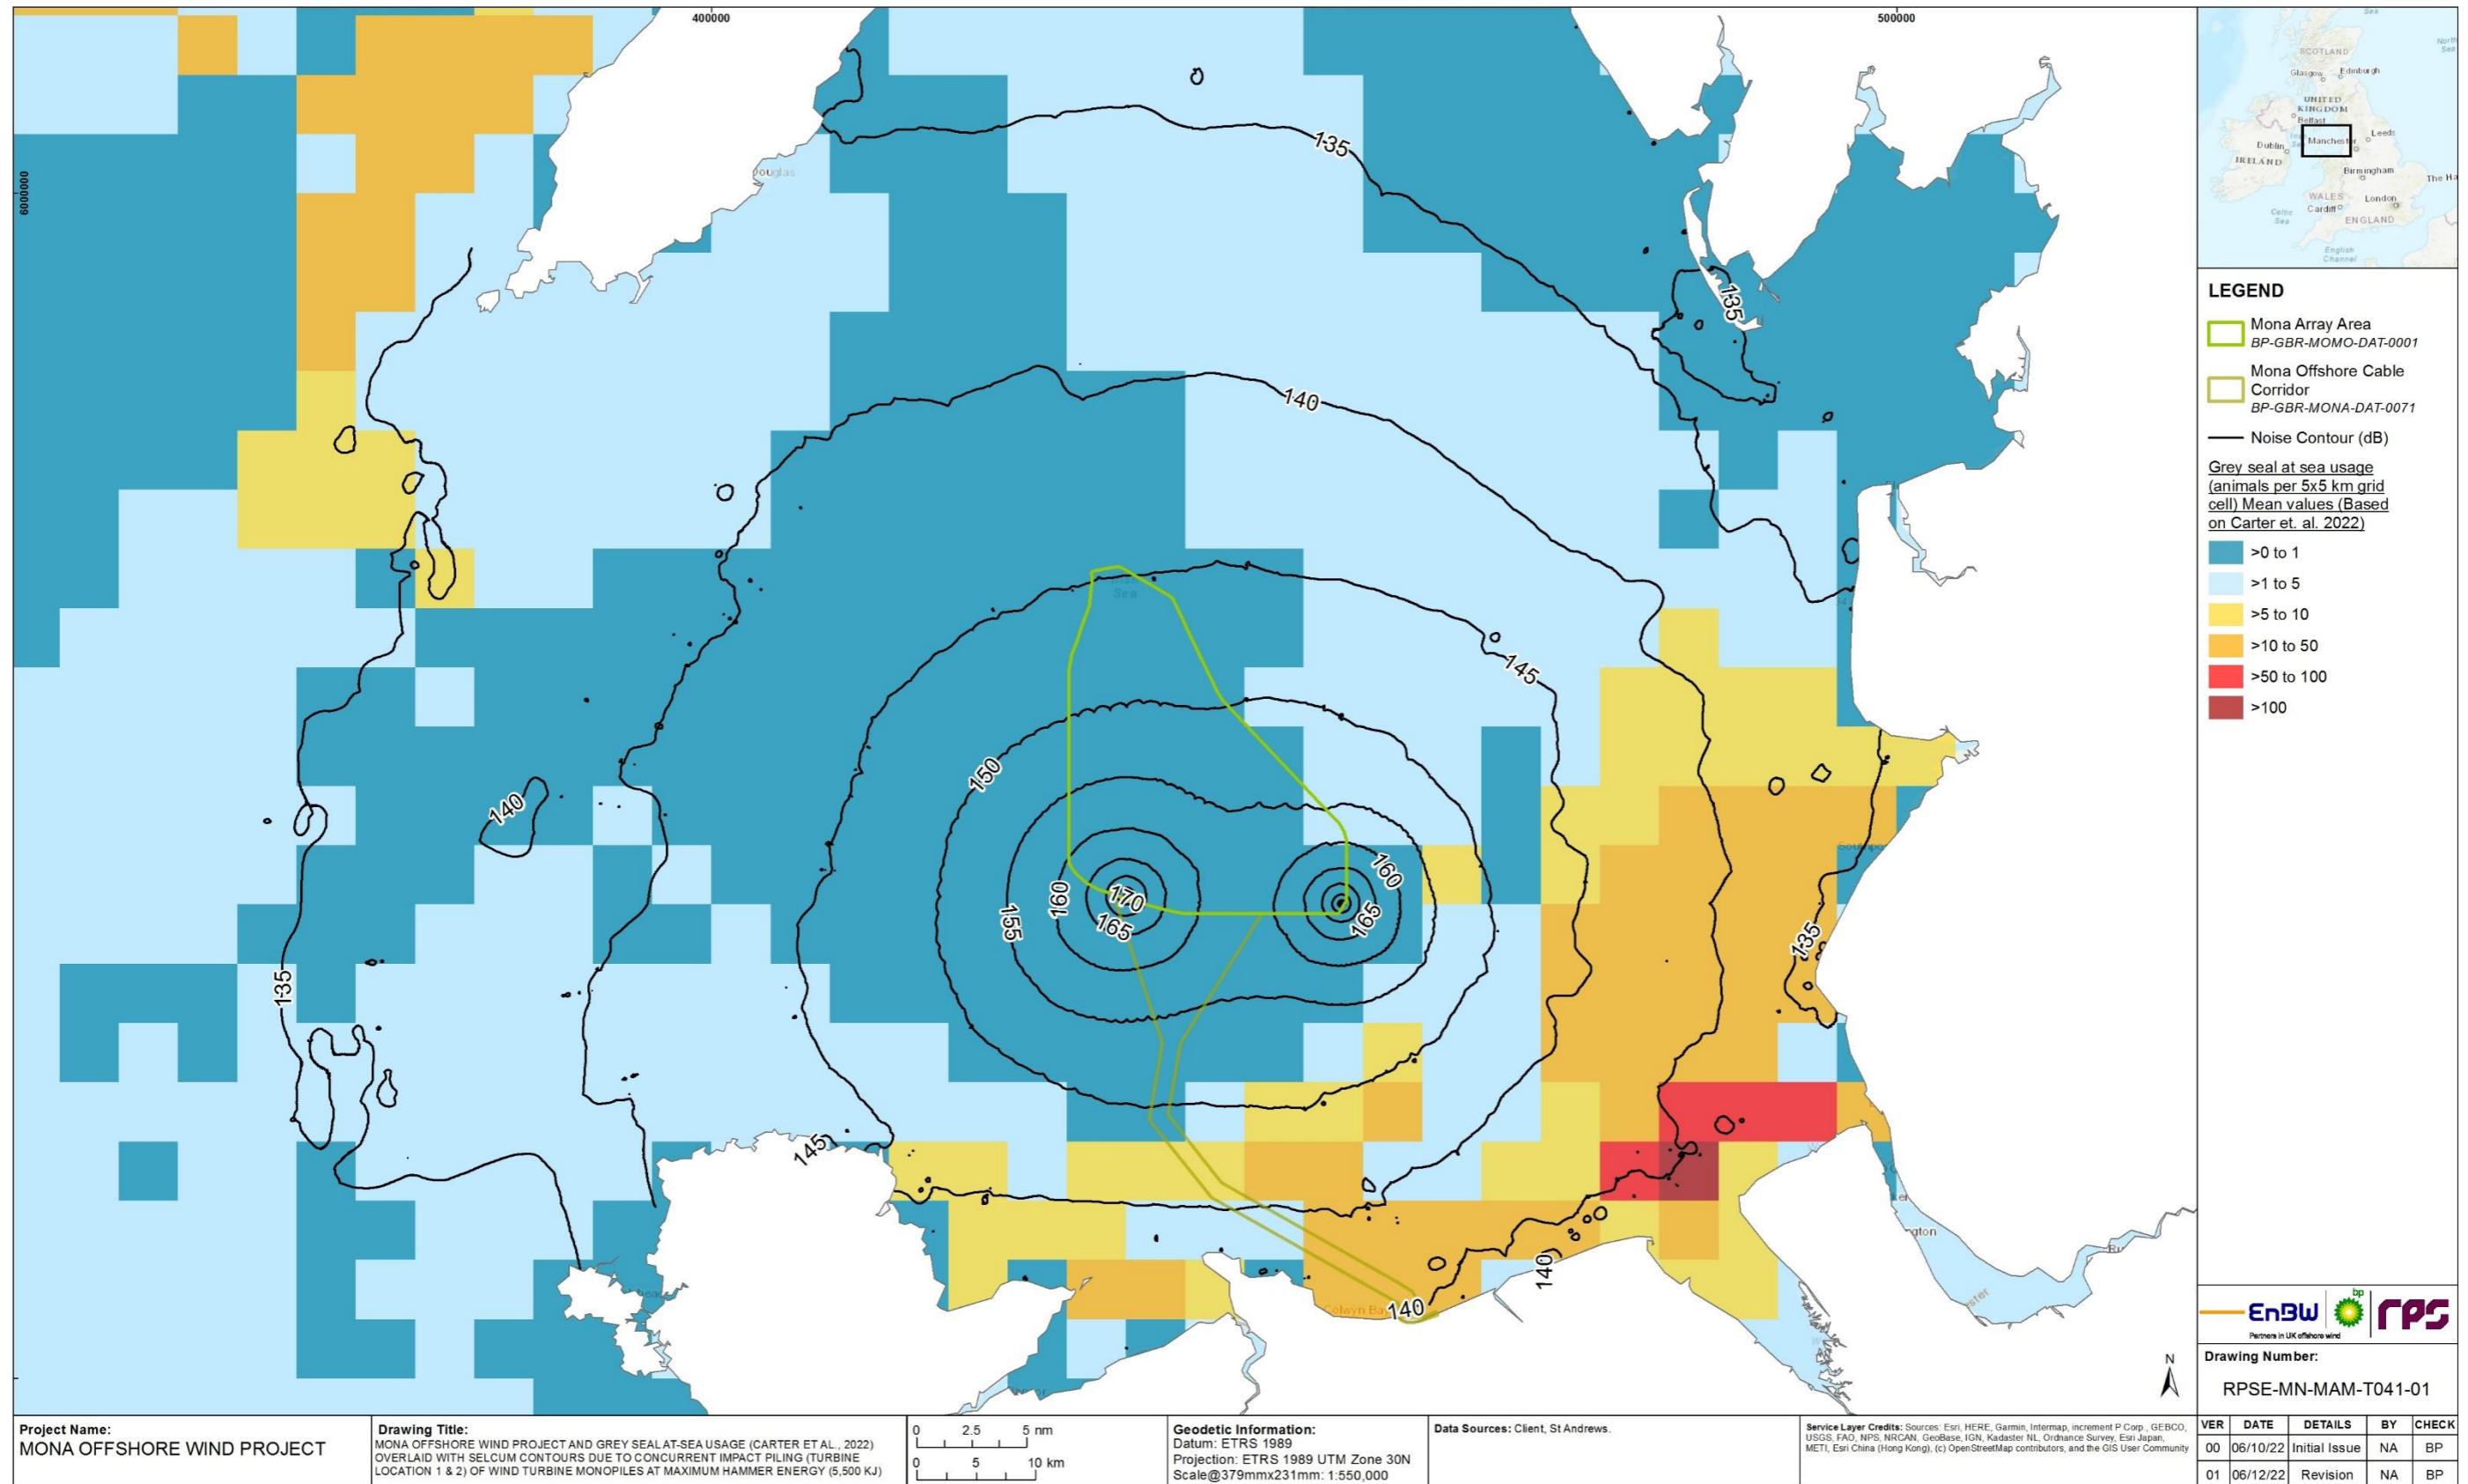 400000
500000
6000000
Douglas
135
135
140
Sea
145
150
140
155
160
170
165
160
165
135
135
145
140
140
Colwyn Ba
SCOTLAND
North Sea
Glasgow
Edinburgh
UNITED
KINGDOM
Belfast
Leeds
Dublin
Manchester
IRELAND
Birmingham
The Ha
WALES
London
Cardiff
Celtic
Sea
ENGLAND
English
Channel
LEGEND
Mona Array Area
BP-GBR-MOMO-DAT-0001
Mona Offshore Cable
Corridor
BP-GBR-MONA-DAT-0071
Noise Contour (dB)
Grey seal at sea usage
(animals per 5x5 km grid
cell) Mean values (Based
on Carter et. al. 2022)
>0 to 1
>1 to 5
>5 to 10
>10 to 50
>50 to 100
>100
EnBW bp rps
Partners in UK offshore wind
Drawing Number:
RPSE-MN-MAM-T041-01
N
Project Name:
MONA OFFSHORE WIND PROJECT
Drawing Title:
MONA OFFSHORE WIND PROJECT AND GREY SEAL AT-SEA USAGE (CARTER ET AL., 2022)
OVERLAID WITH SELCUM CONTOURS DUE TO CONCURRENT IMPACT PILING (TURBINE
LOCATION 1 & 2) OF WIND TURBINE MONOPILES AT MAXIMUM HAMMER ENERGY (5,500 KJ)
0 2.5 5 nm
0 5 10 km
Geodetic Information:
Datum: ETRS 1989
Projection: ETRS 1989 UTM Zone 30N
Scale@379mmx231mm: 1:550,000
Data Sources: Client, St Andrews.
Service Layer Credits: Sources: Esri, HERE, Garmin, Intermap, increment P Corp., GEBCO,
USGS, FAO, NPS, NRCAN, GeoBase, IGN, Kadaster NL, Ordnance Survey, Esri Japan,
METI, Esri China (Hong Kong), (c) OpenStreetMap contributors, and the GIS User Community
VER DATE DETAILS BY CHECK
00 06/10/22 Initial Issue NA BP
01 06/12/22 Revision NA BP